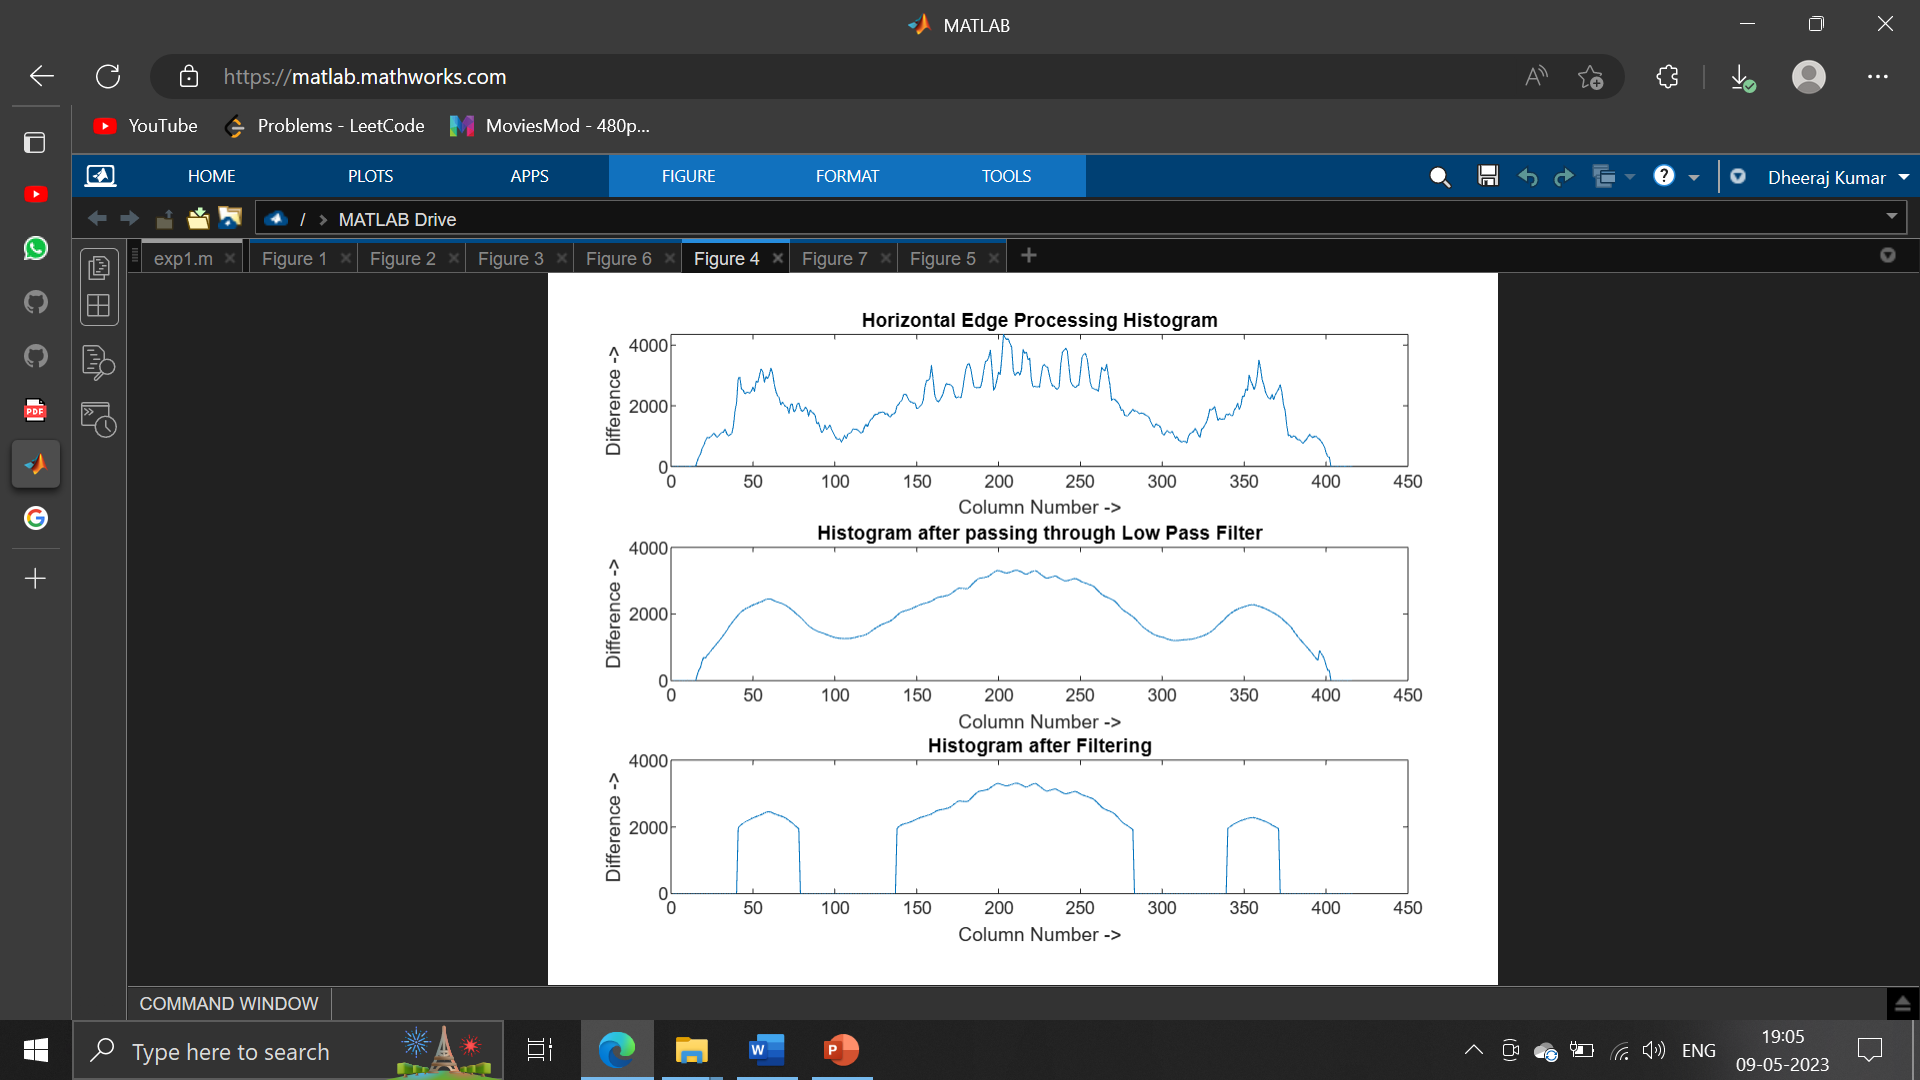 MATLAB
https://matlab.mathworks.com
YouTube Problems - LeetCode MoviesMod - 480p...
HOME PLOTS APPS FIGURE FORMAT TOOLS Dheeraj Kumar
/ > MATLAB Drive
exp1.m Figure 1 Figure 2 Figure 3 Figure 6 Figure 4 Figure 7 Figure 5
Horizontal Edge Processing Histogram
Difference ->
4000
2000
0
0 50 100 150 200 250 300 350 400 450
Column Number ->
Histogram after passing through Low Pass Filter
Difference ->
4000
2000
0
0 50 100 150 200 250 300 350 400 450
Column Number ->
Histogram after Filtering
Difference ->
4000
2000
0
0 50 100 150 200 250 300 350 400 450
Column Number ->
PDF
COMMAND WINDOW
Type here to search
ENG
19:05
09-05-2023